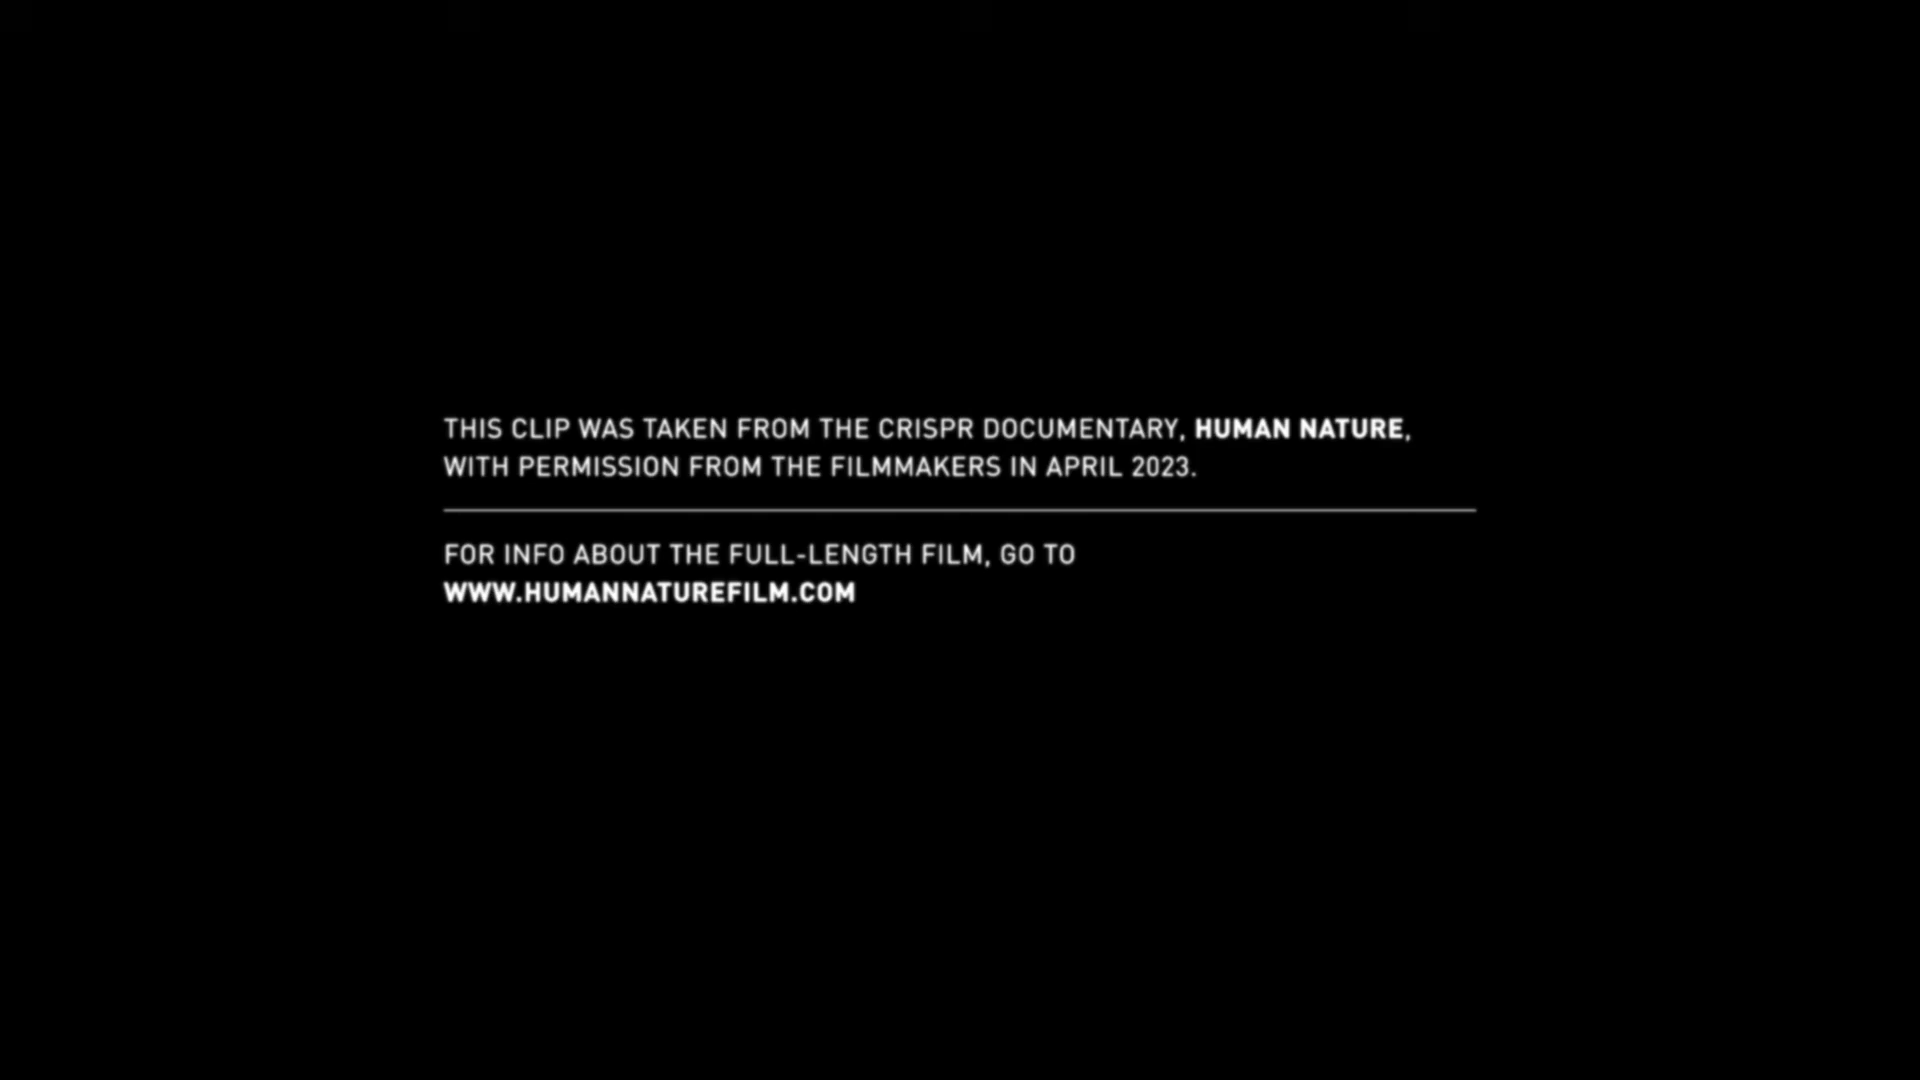 THIS CLIP WAS TAKEN FROM THE CRISPR DOCUMENTARY, HUMAN NATURE,
WITH PERMISSION FROM THE FILMMAKERS IN APRIL 2023.
FOR INFO ABOUT THE FULL-LENGTH FILM, GO TO
WWW.HUMANNATUREFILM.COM